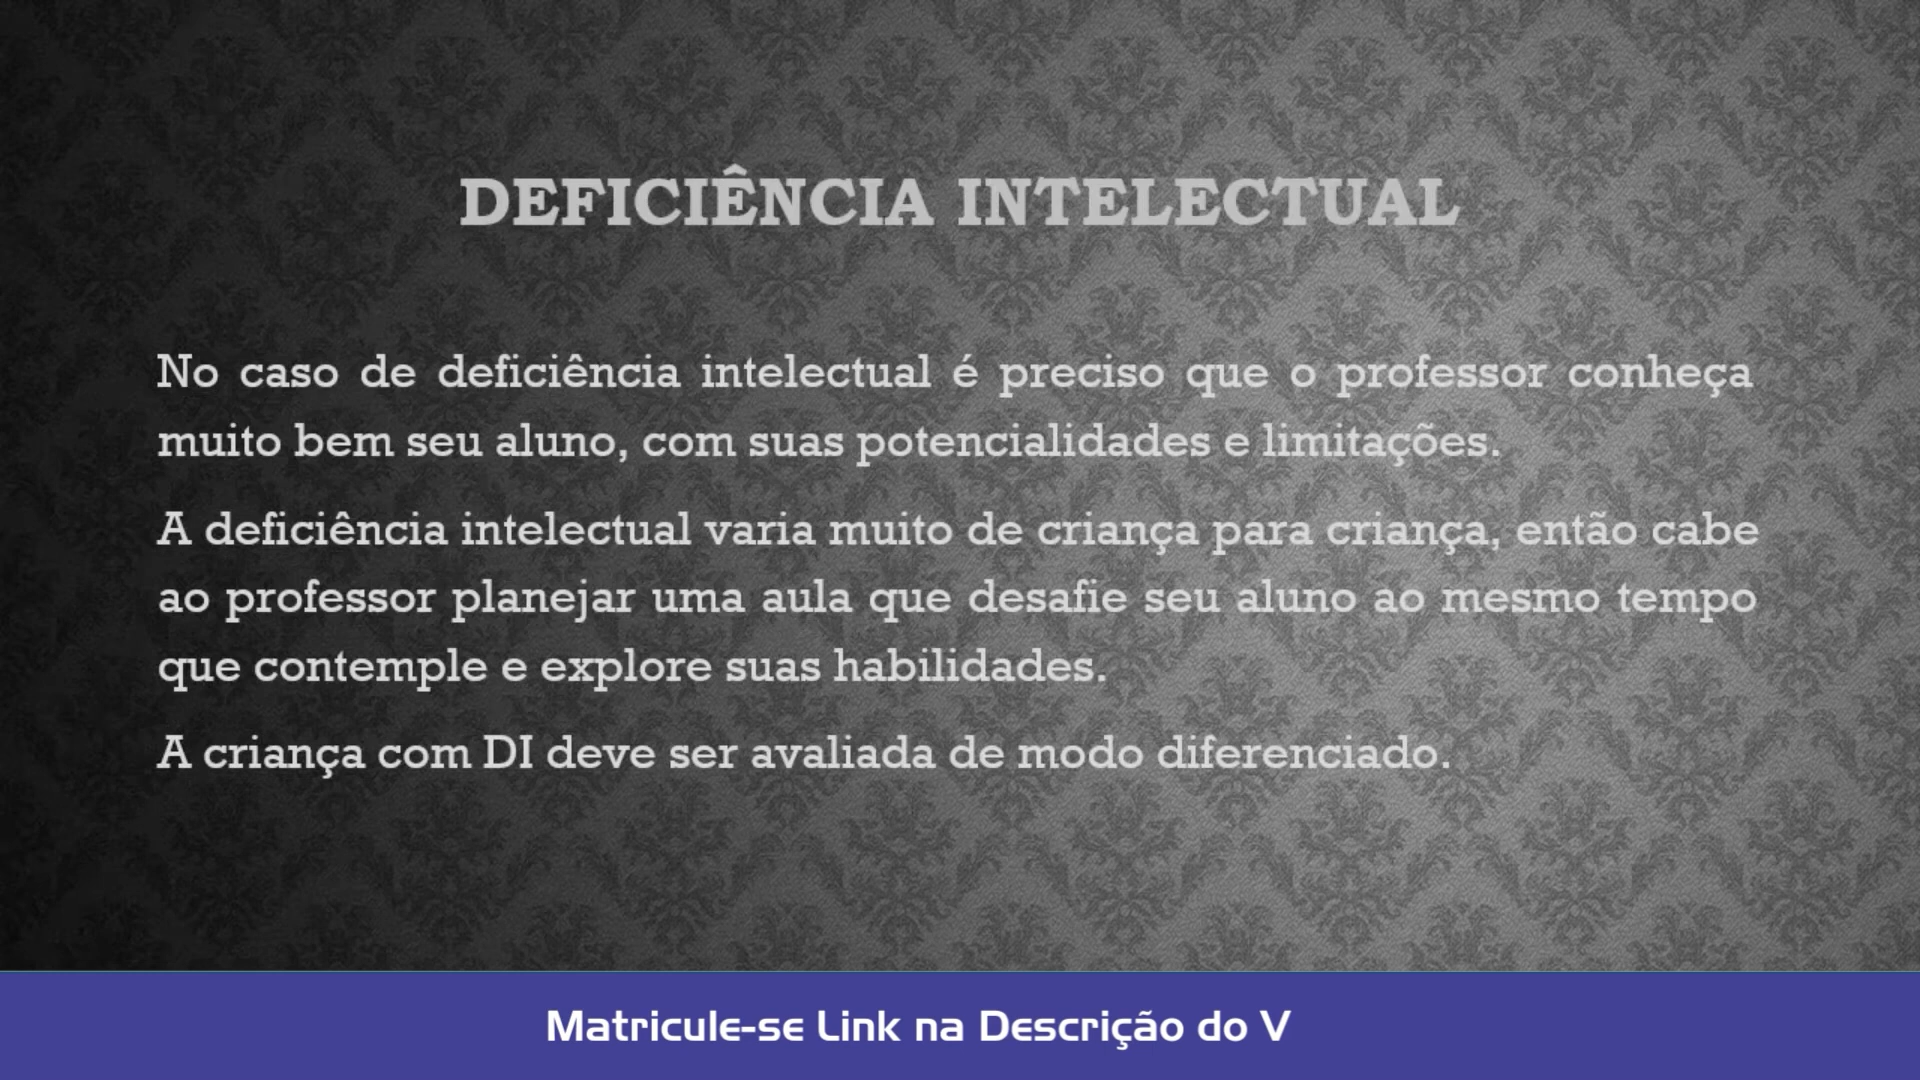 DEFICIÊNCIA INTELECTUAL
No caso de deficiência intelectual é preciso que o professor conheça
muito bem seu aluno, com suas potencialidades e limitações.
A deficiência intelectual varia muito de criança para criança, então cabe
ao professor planejar uma aula que desafie seu aluno ao mesmo tempo
que contemple e explore suas habilidades.
A criança com DI deve ser avaliada de modo diferenciado.
Matricule-se Link na Descrição do V